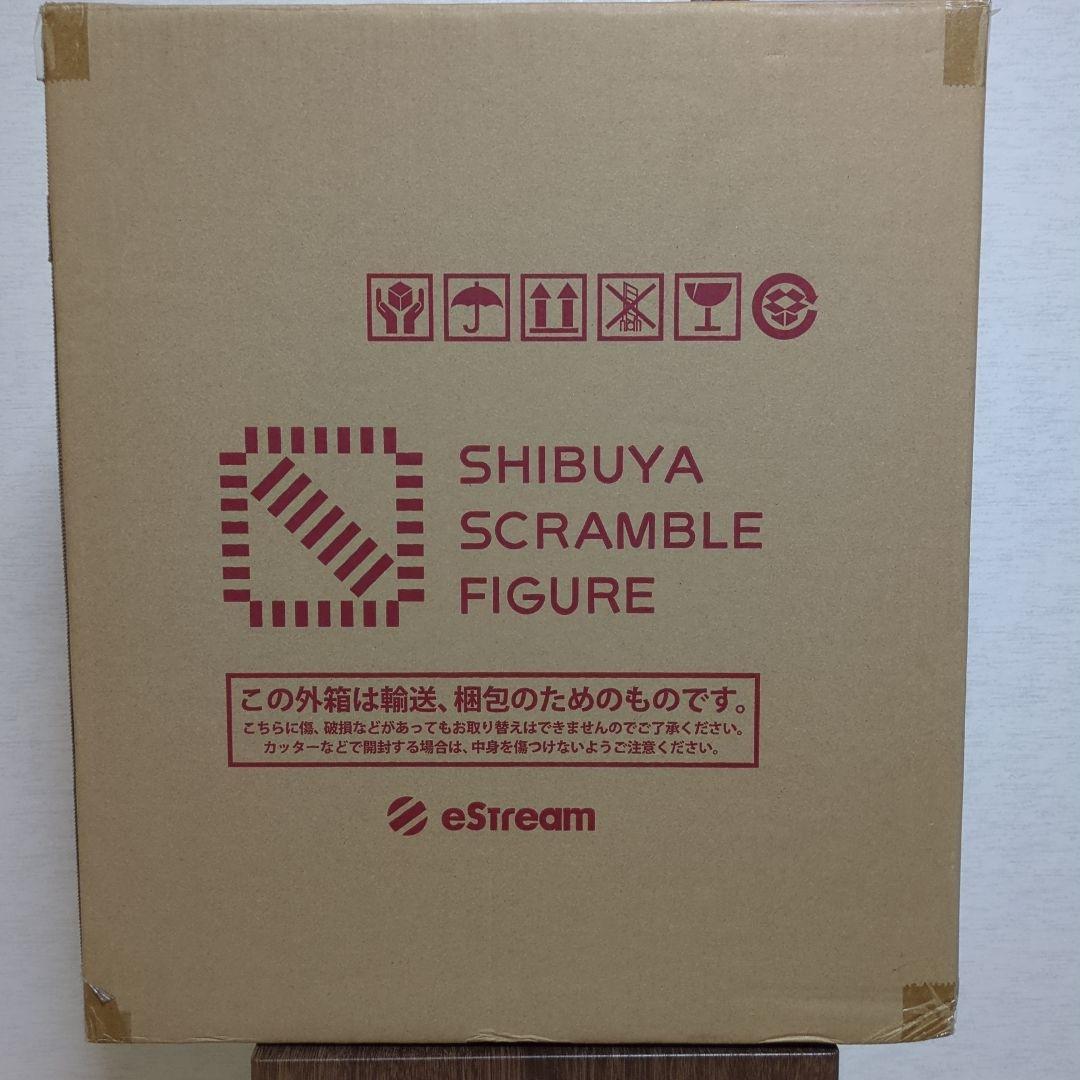 SHIBUYA
SCRAMBLE
FIGURE
この外箱は輸送、梱包のためのものです。
こちらに傷、破損などがあってもお取り替えはできませんのでご了承ください。
カッターなどで開封する場合は、中身を傷つけないようご注意ください。
eStream